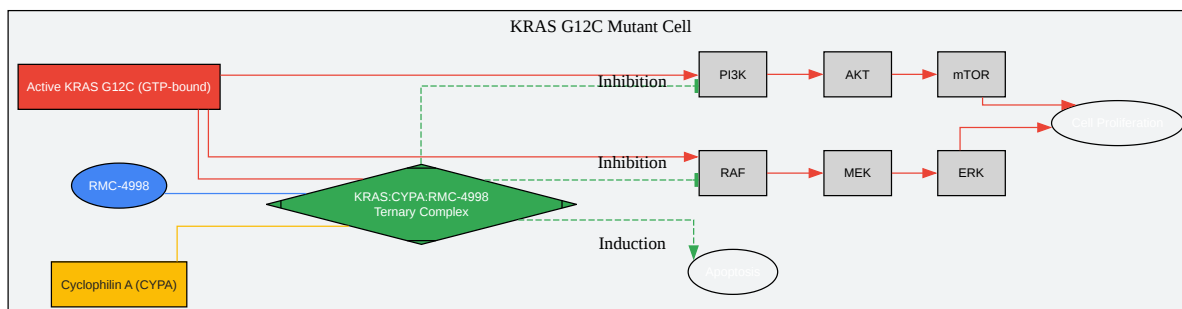 KRAS G12C Mutant Cell
Active KRAS G12C (GTP-bound)
PI3K
AKT
mTOR
Inhibition
Cell Proliferation
RMC-4998
Inhibition
RAF
MEK
ERK
KRAS:CYPA:RMC-4998
Ternary Complex
Induction
Cyclophilin A (CYPA)
Apoptosis